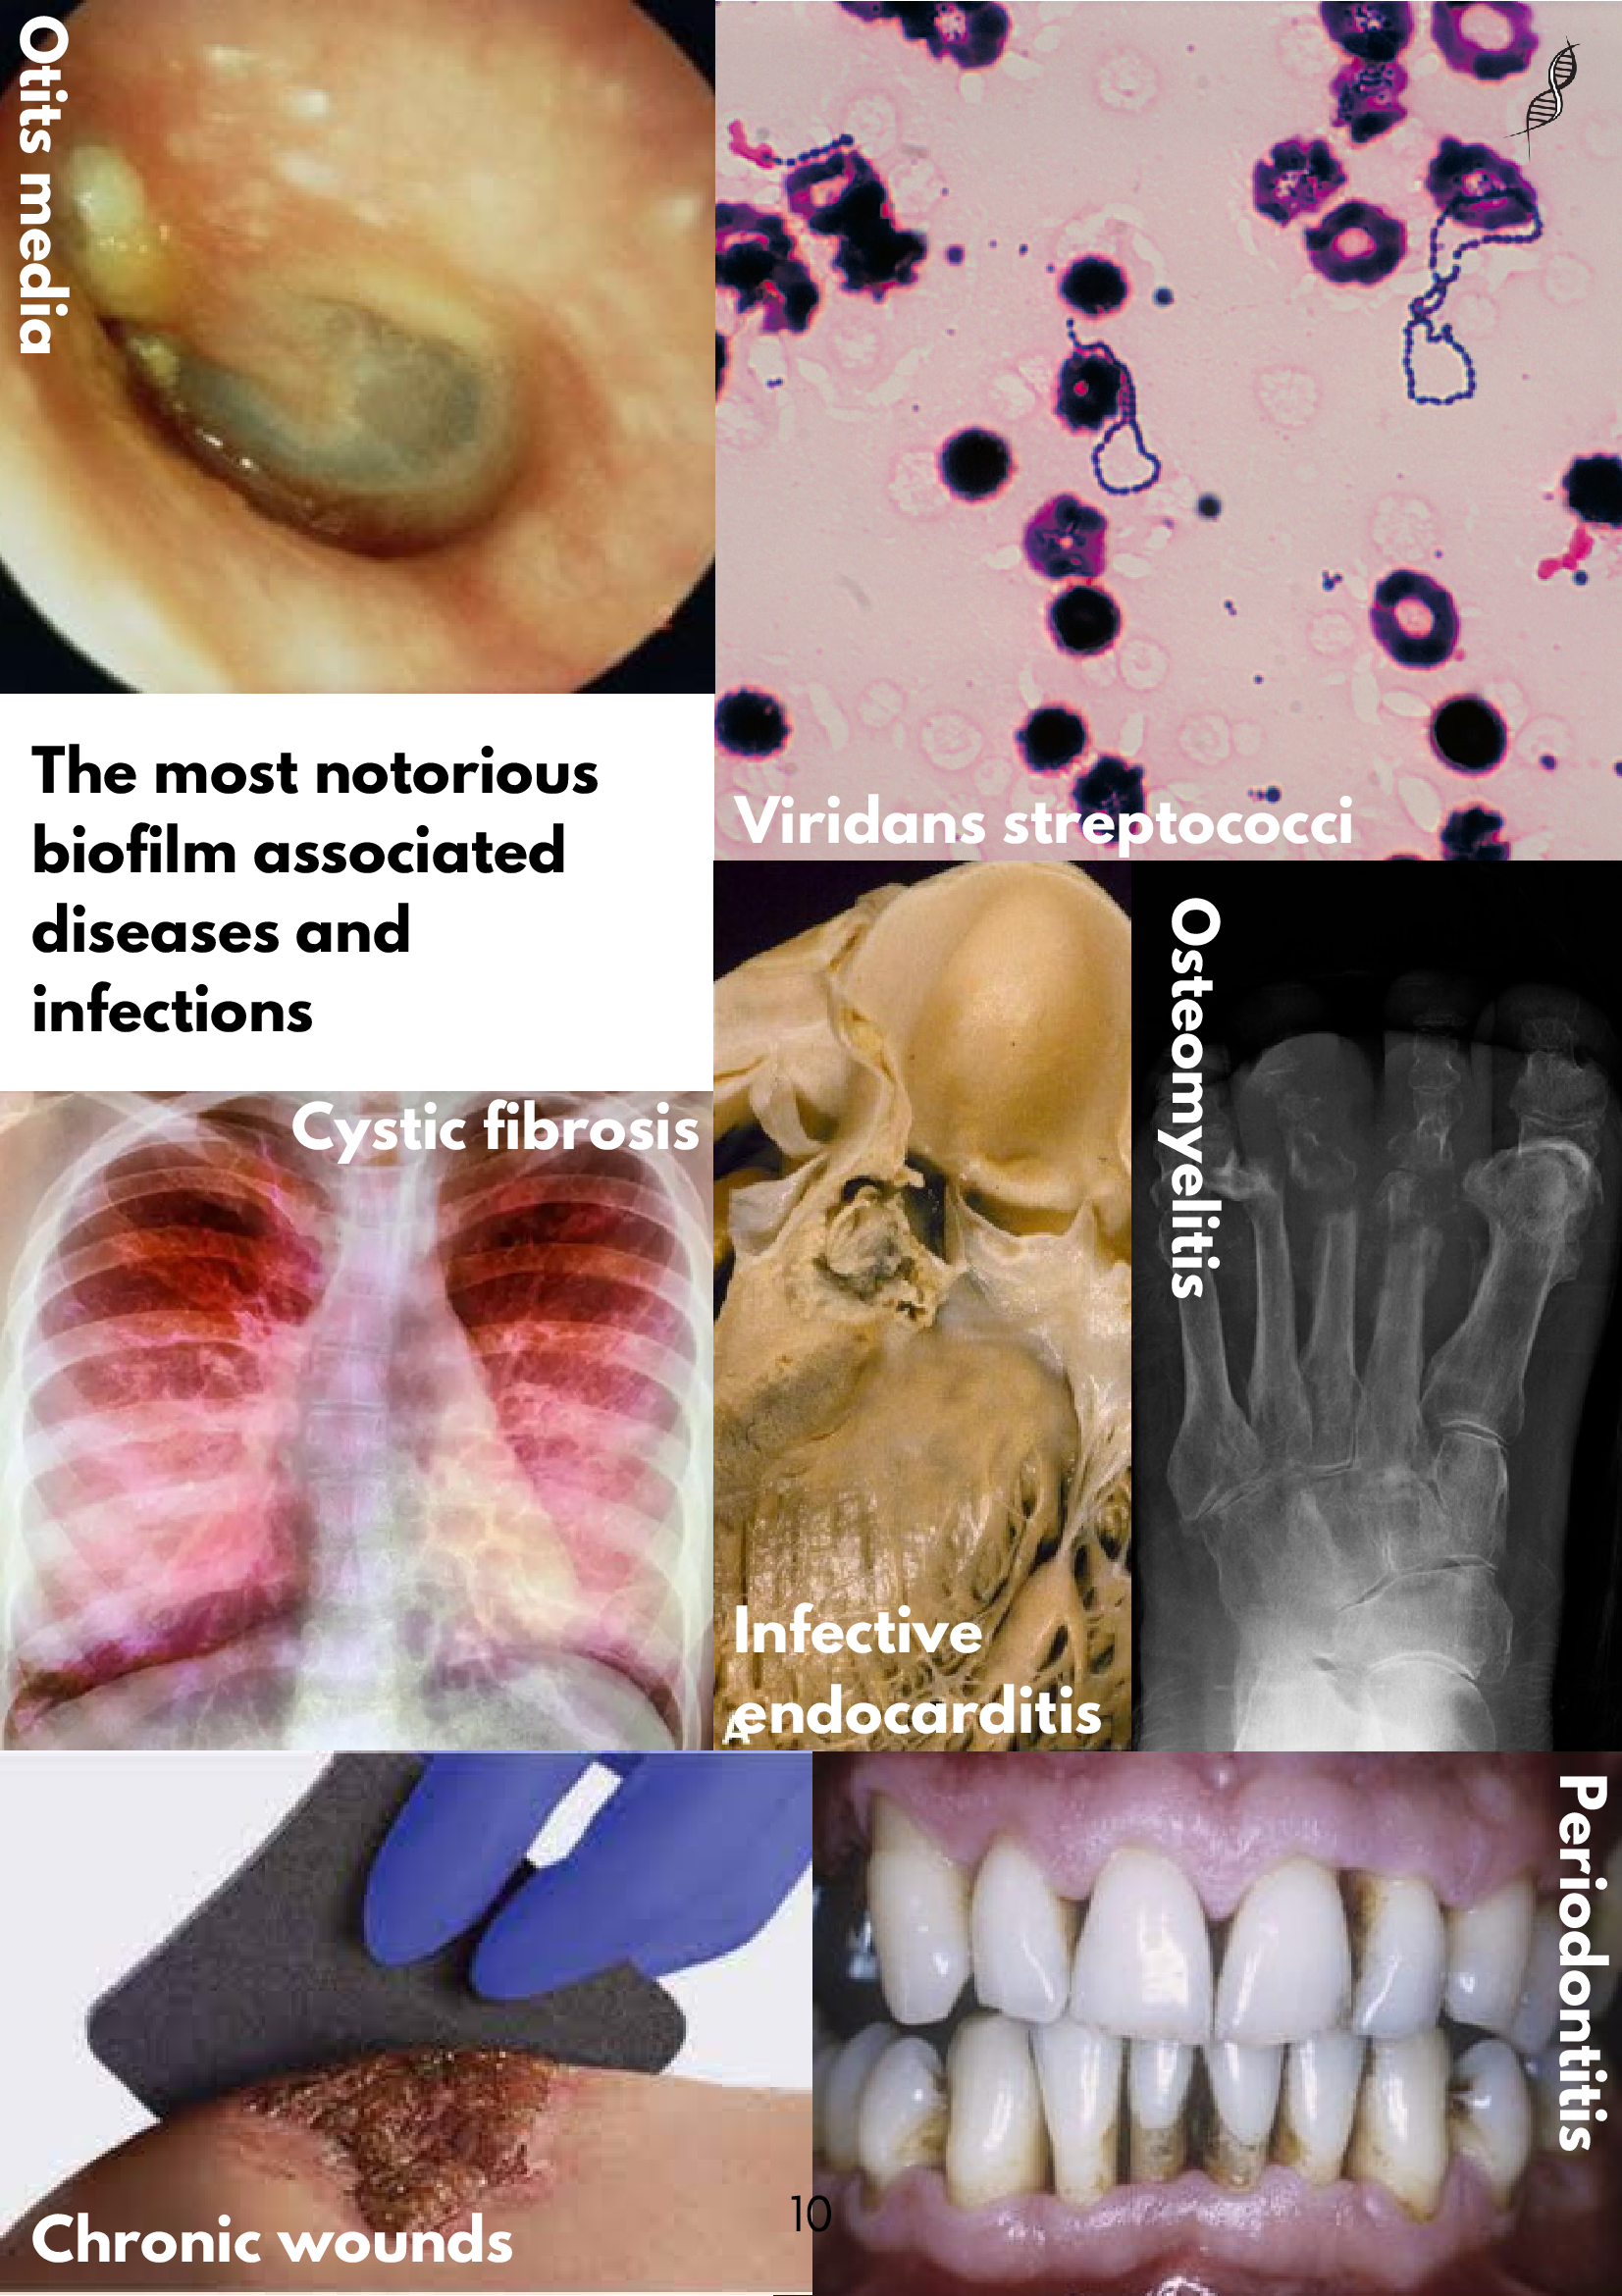 Otits media
Viridans streptococci
The most notorious
biofilm associated
diseases and
infections
Cystic fibrosis
Infective
endocarditis
A
Osteomyelitis
Chronic wounds
Periodontitis
10